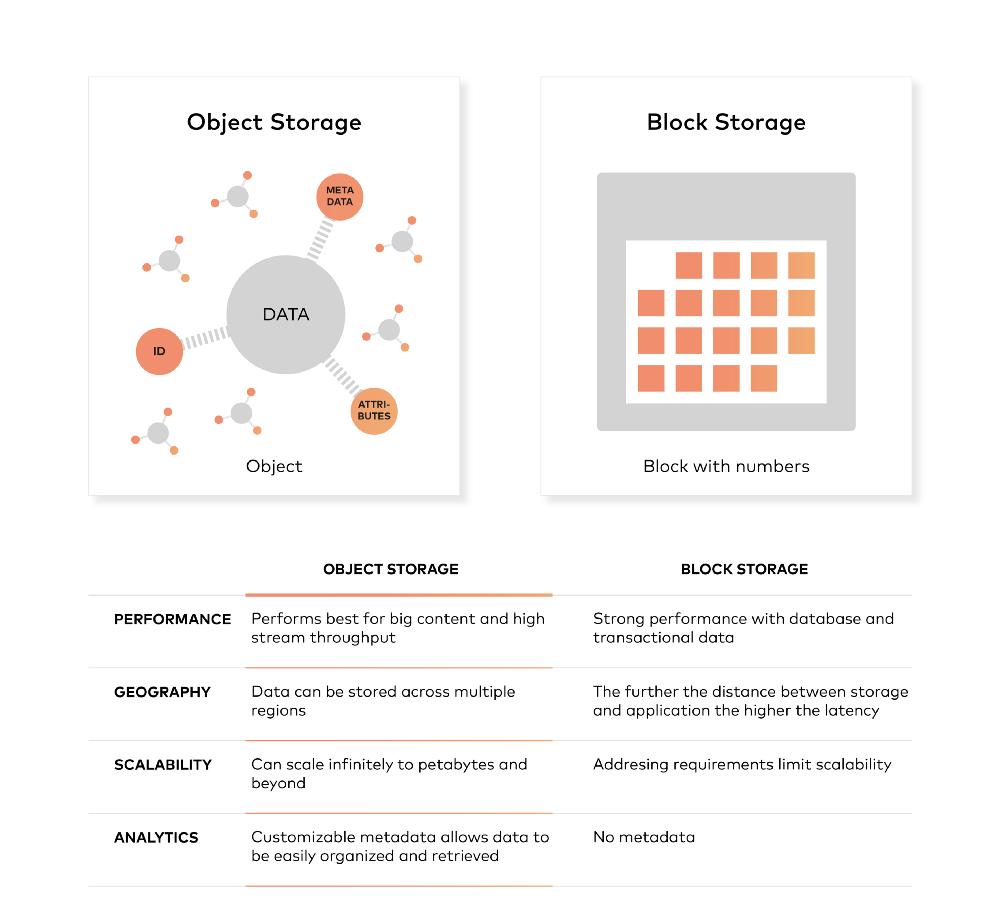 Object Storage
META
DATA
DATA
ID
ATTRI-
BUTES
Object
Block Storage
Block with numbers
OBJECT STORAGE
BLOCK STORAGE
PERFORMANCE
Performs best for big content and high
stream throughput
Strong performance with database and
transactional data
GEOGRAPHY
Data can be stored across multiple
regions
The further the distance between storage
and application the higher the latency
SCALABILITY
Can scale infinitely to petabytes and
beyond
Addresing requirements limit scalability
ANALYTICS
Customizable metadata allows data to
be easily organized and retrieved
No metadata